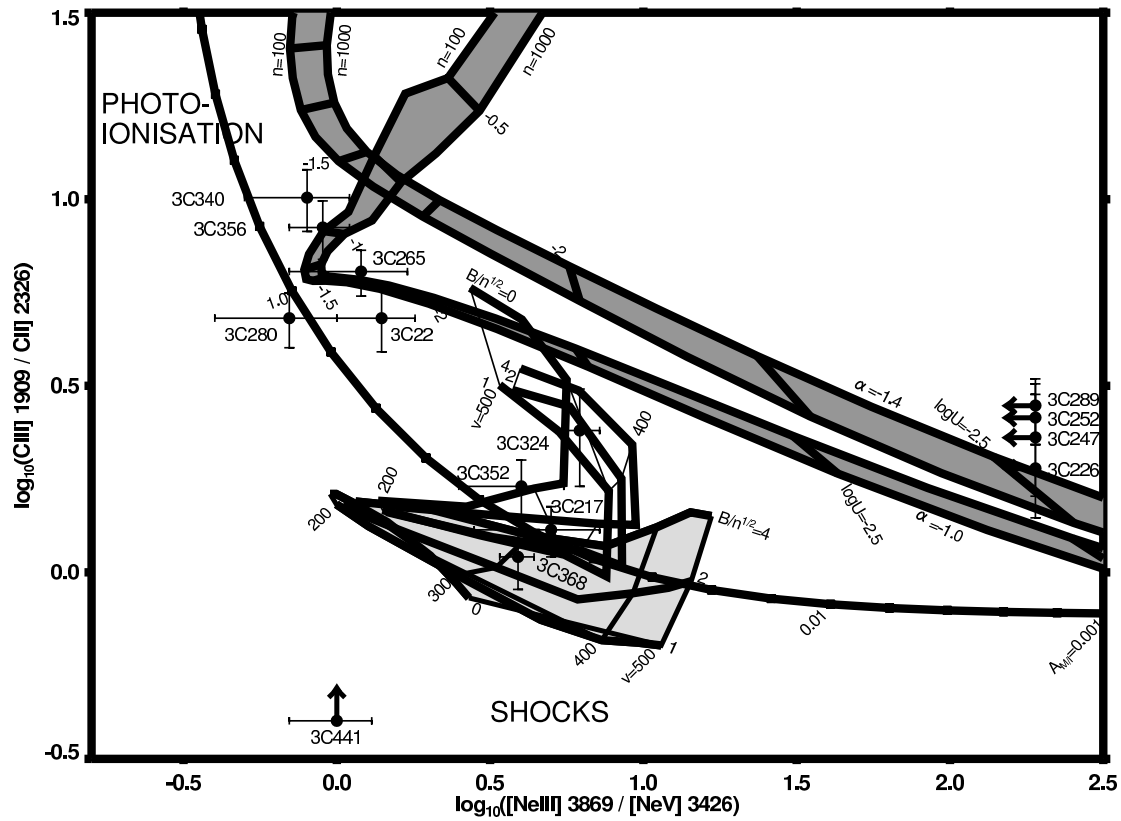 1.5
1.0
0.5
0.0
-0.5
log₁₀(CIII] 1909 / CII] 2326)
-0.5
0.0
0.5
1.0
1.5
2.0
2.5
log₁₀([NeIII] 3869 / [NeV] 3426)
PHOTO-
IONISATION
SHOCKS
n=100
n=1000
n=100
n=1000
-0.5
-1.5
-1
-1.5
1.0
-2
2
3C340
3C356
3C265
3C280
3C22
B/n^1/2=0
4
2
1
v=500
400
3C324
3C352
3C217
3C368
200
200
300
0
400
v=500
1
2
B/n^1/2=4
α=-1.4
logU=-2.5
logU=-2.5
α=-1.0
3C289
3C252
3C247
3C226
0.01
A_M/I=0.001
3C441